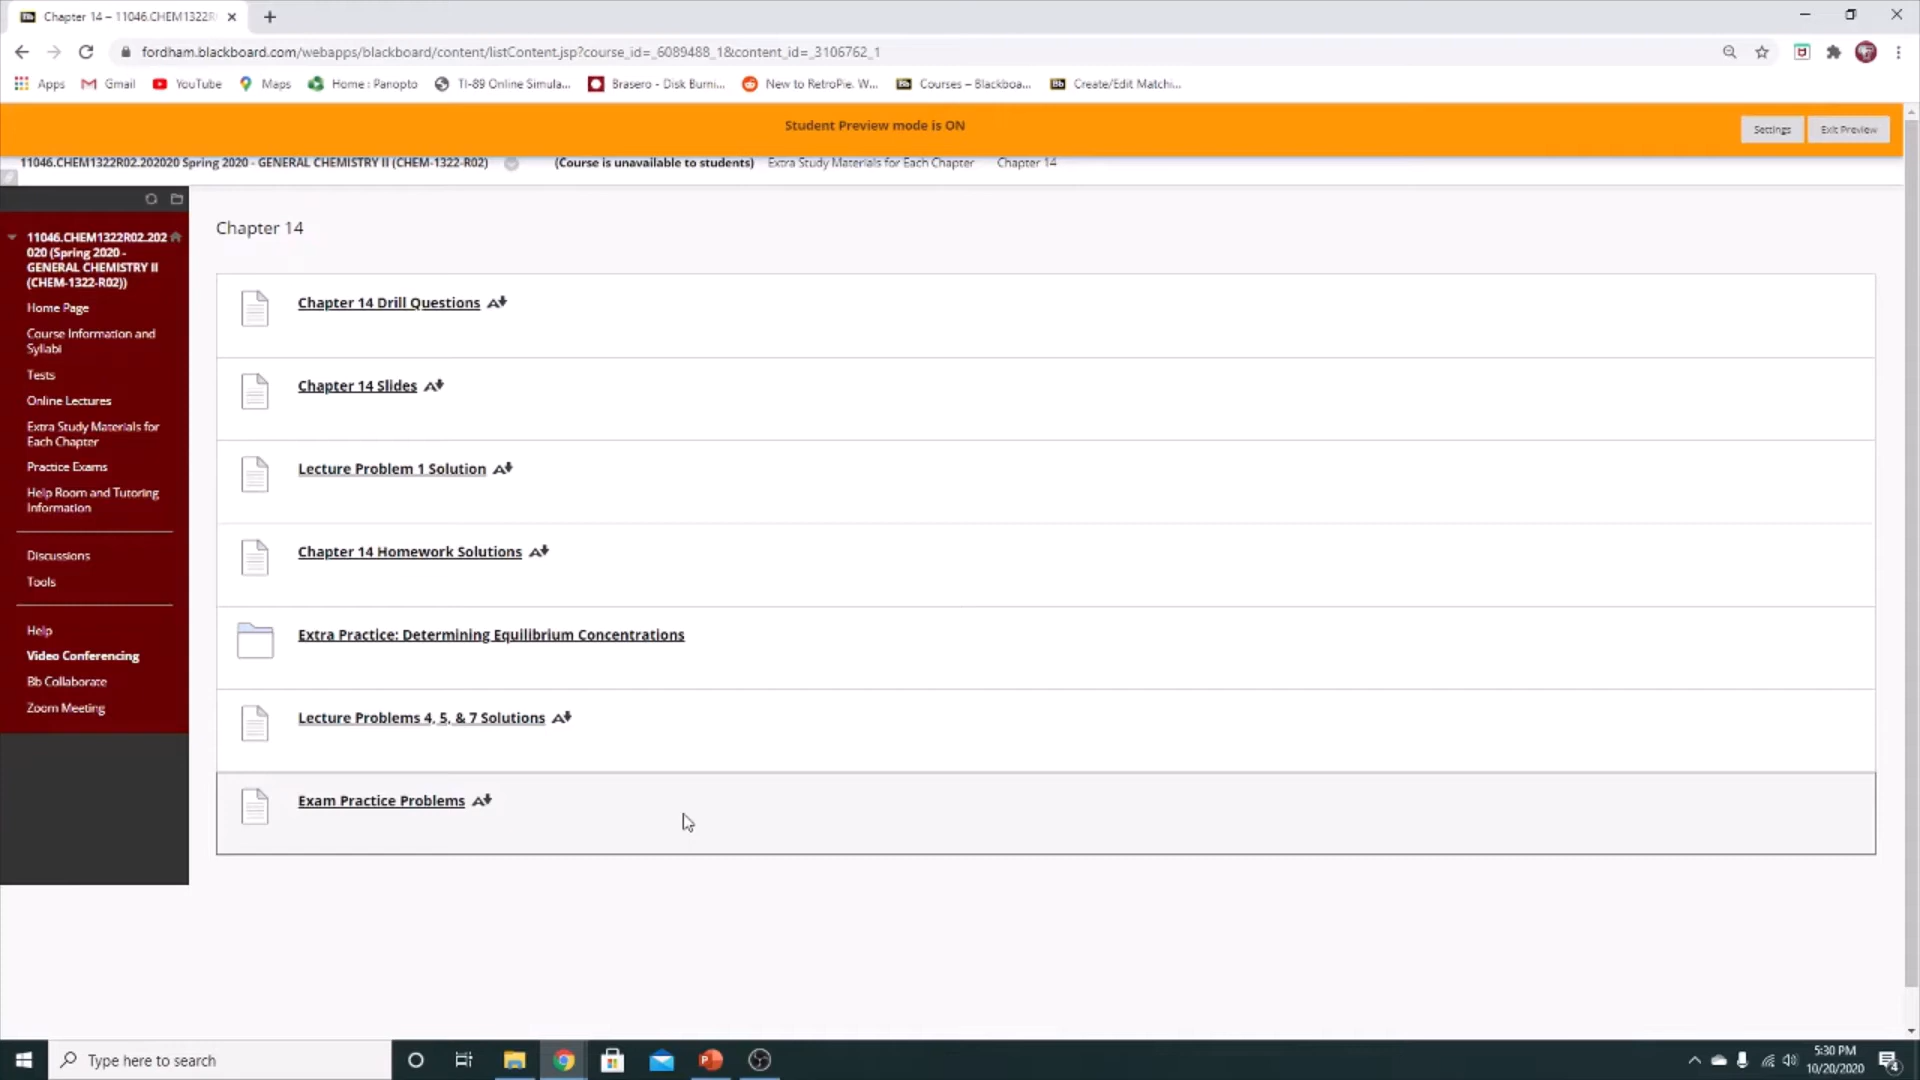 Chapter 14 – 11046.CHEM1322R
fordham.blackboard.com/webapps/blackboard/content/listContent.jsp?course_id=_6089488_1&content_id=_3106762_1
Apps Gmail YouTube Maps Home : Panopto TI-89 Online Simula... Brasero - Disk Burni... New to RetroPie. W... Courses – Blackboa... Create/Edit Matchi...
Student Preview mode is ON
Settings
Exit Preview
11046.CHEM1322R02.202020 Spring 2020 - GENERAL CHEMISTRY II (CHEM-1322-R02) (Course is unavailable to students) Extra Study Materials for Each Chapter Chapter 14
11046.CHEM1322R02.202
020 (Spring 2020 -
GENERAL CHEMISTRY II
(CHEM-1322-R02))
Home Page
Course Information and
Syllabi
Tests
Online Lectures
Extra Study Materials for
Each Chapter
Practice Exams
Help Room and Tutoring
Information
Discussions
Tools
Help
Video Conferencing
Bb Collaborate
Zoom Meeting
Chapter 14
Chapter 14 Drill Questions
Chapter 14 Slides
Lecture Problem 1 Solution
Chapter 14 Homework Solutions
Extra Practice: Determining Equilibrium Concentrations
Lecture Problems 4, 5, & 7 Solutions
Exam Practice Problems
Type here to search
5:30 PM
10/20/2020
4